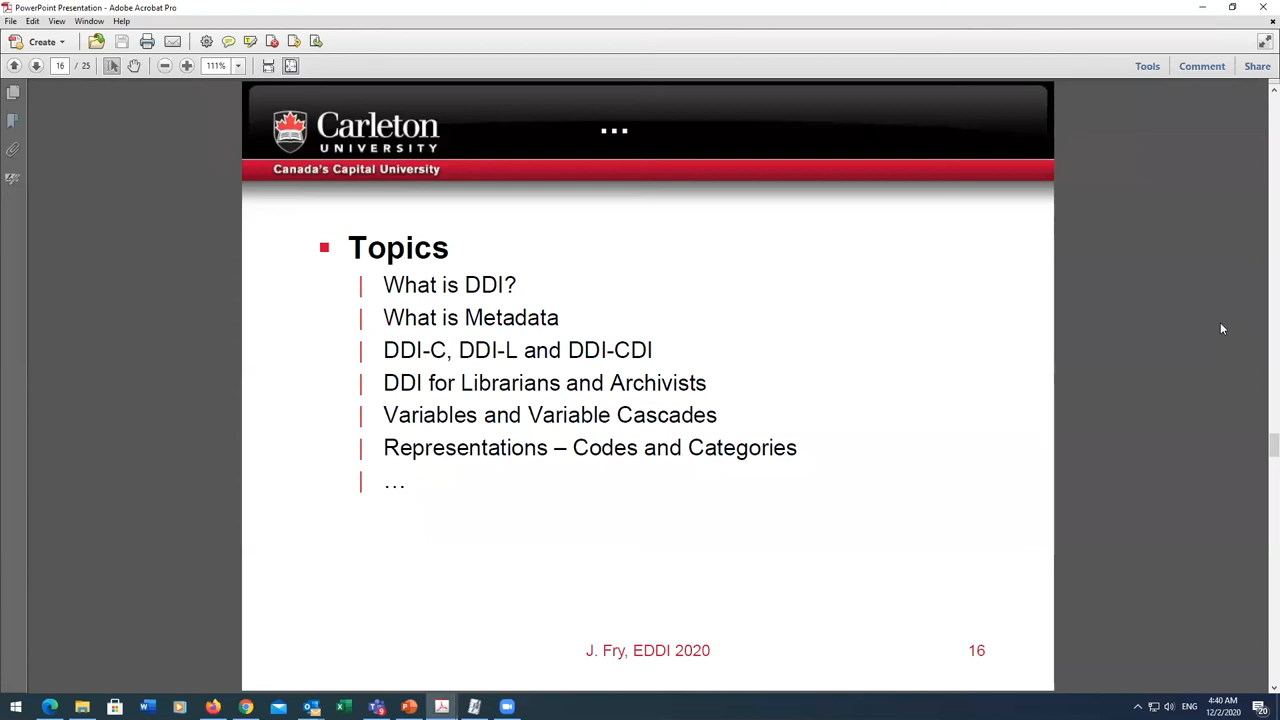 PowerPoint Presentation - Adobe Acrobat Pro
File Edit View Window Help
Create
16 / 25 111% Tools Comment Share
Carleton
UNIVERSITY
...
Canada's Capital University
Topics
What is DDI?
What is Metadata
DDI-C, DDI-L and DDI-CDI
DDI for Librarians and Archivists
Variables and Variable Cascades
Representations – Codes and Categories
…
J. Fry, EDDI 2020 16
ENG
4:40 AM
12/2/2020
20